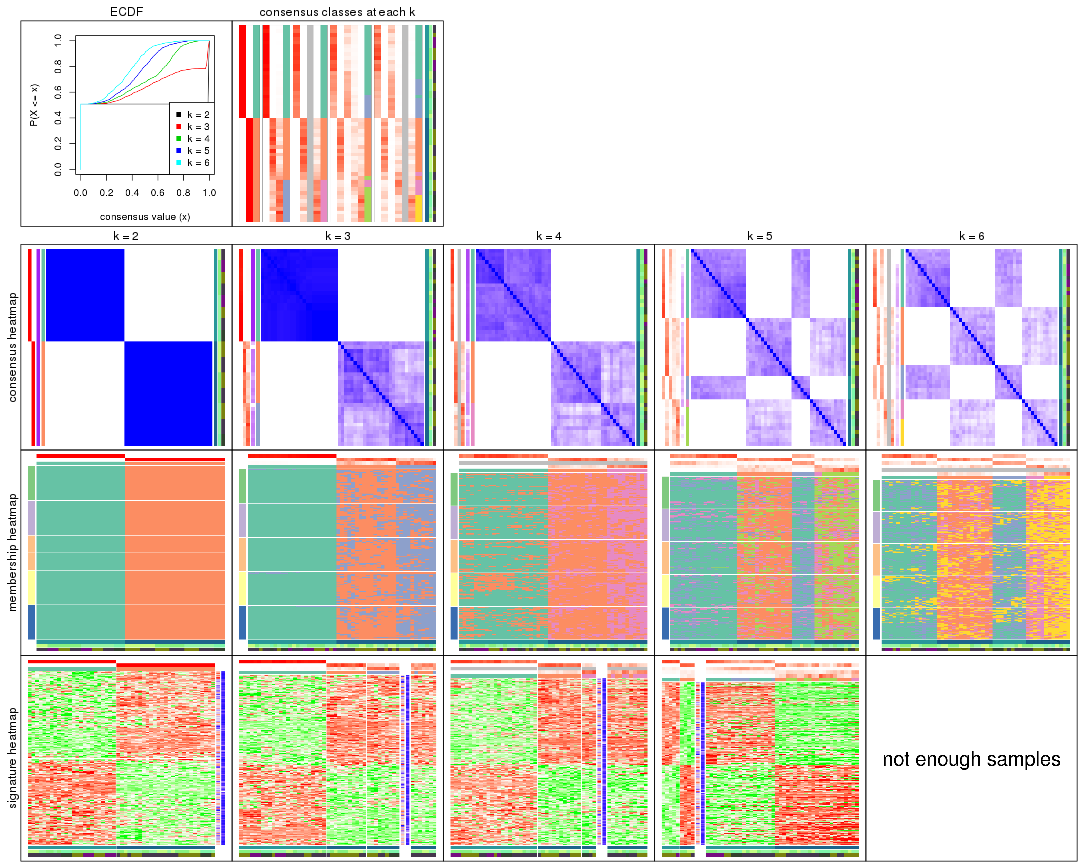 ECDF
consensus classes at each k
P(X <= x)
1.0
0.8
0.6
0.4
0.2
0.0
k = 2
k = 3
k = 4
k = 5
k = 6
0.0 0.2 0.4 0.6 0.8 1.0
consensus value (x)
k = 2 k = 3 k = 4 k = 5 k = 6
consensus heatmap
membership heatmap
signature heatmap
not enough samples